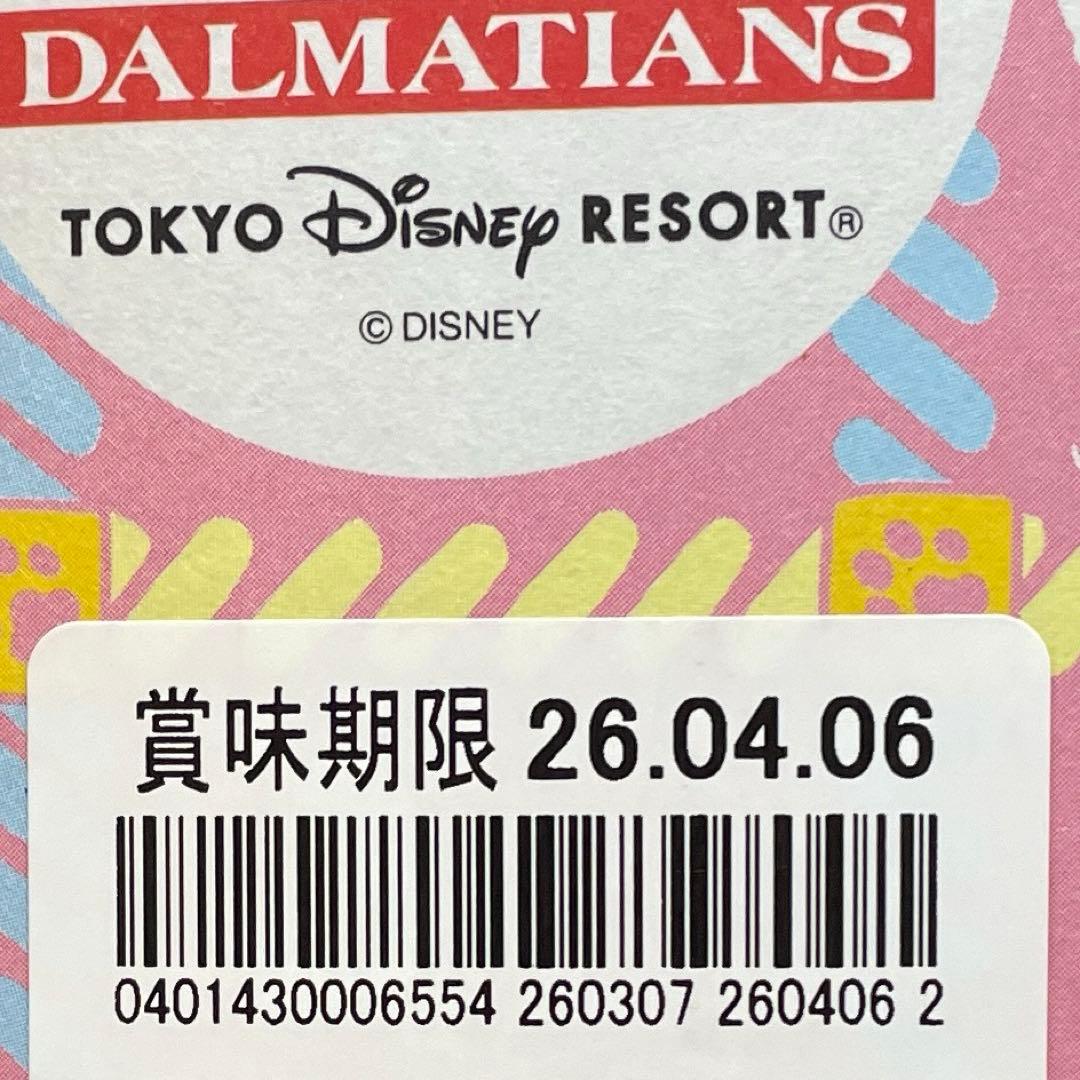 DALMATIANS
TOKYO Disney RESORT®
© DISNEY
賞味期限 26.04.06
0401430006554 260307 260406 2